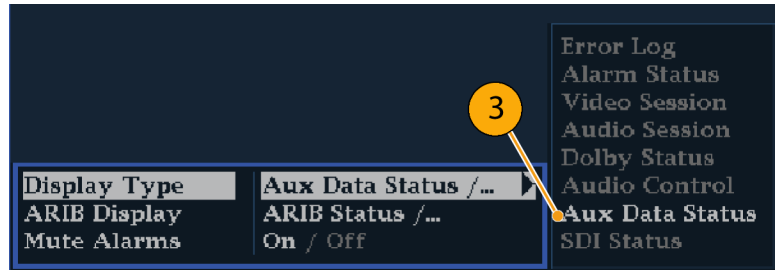 3
Display Type Aux Data Status /...
ARIB Display ARIB Status /...
Mute Alarms On / Off
Error Log
Alarm Status
Video Session
Audio Session
Dolby Status
Audio Control
Aux Data Status
SDI Status